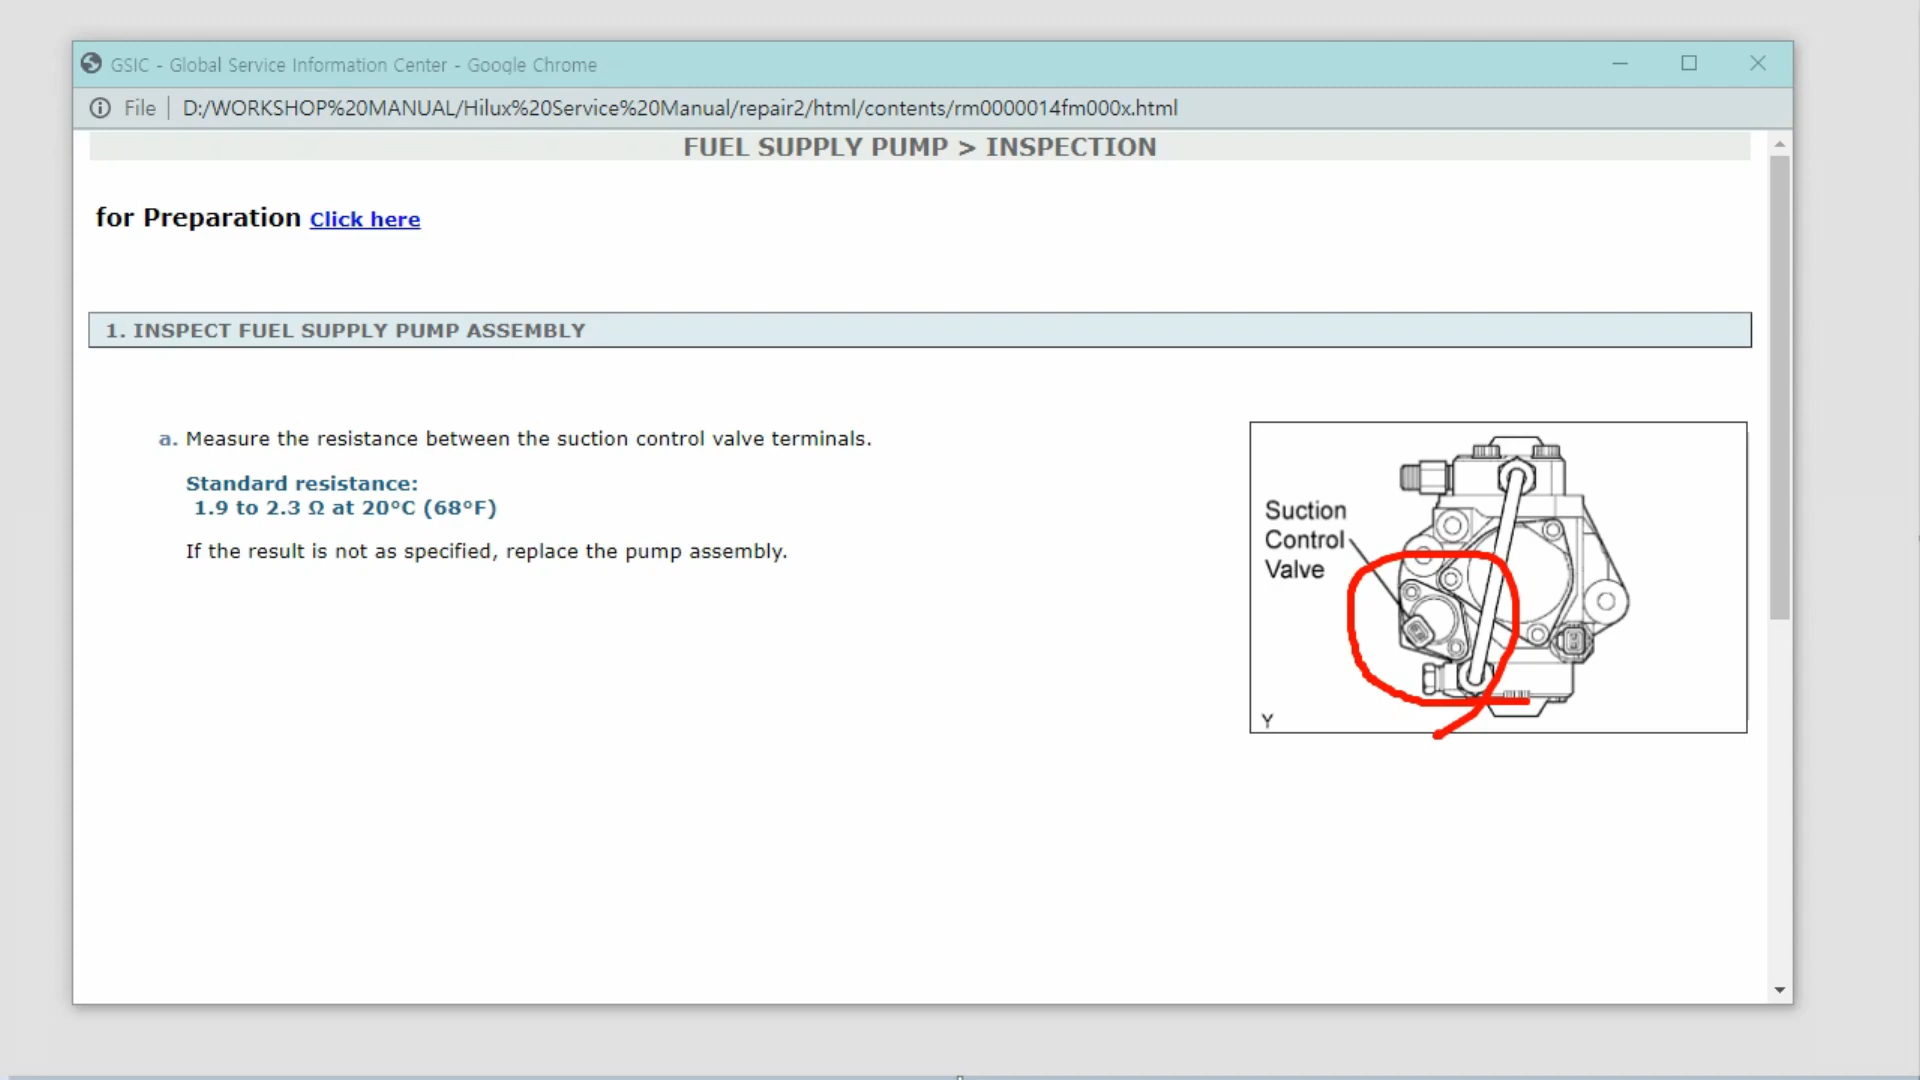 GSIC - Global Service Information Center - Google Chrome
File | D:/WORKSHOP%20MANUAL/Hilux%20Service%20Manual/repair2/html/contents/rm0000014fm000x.html
FUEL SUPPLY PUMP > INSPECTION
for Preparation Click here
1. INSPECT FUEL SUPPLY PUMP ASSEMBLY
a. Measure the resistance between the suction control valve terminals.
Standard resistance:
1.9 to 2.3 Ω at 20°C (68°F)
If the result is not as specified, replace the pump assembly.
Suction
Control
Valve
Y